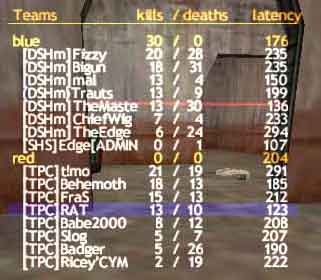 Teams kills / deaths latency
blue 30 / 0 176
[DSHm]Fizzy 20 / 28 235
[DSHm]Bigun 18 / 31 235
[DSHm]mal 13 / 4 150
[DSHm]Trauts 13 / 9 199
[DSHm]TheMaste 13 / 30 136
[DSHm]ChiefWig 7 / 4 233
[DSHm]TheEdge 6 / 24 294
[SHS]Edge[ADMIN 0 / 1 107
red 0 / 0 204
[TPC]tlmo 21 / 19 291
[TPC]Behemoth 18 / 13 185
[TPC]FraS 15 / 13 212
[TPC]RAT 13 / 10 123
[TPC]Babe2000 8 / 12 208
[TPC]Slog 5 / 7 207
[TPC]Badger 5 / 26 190
[TPC]Ricey'CYM 2 / 19 222